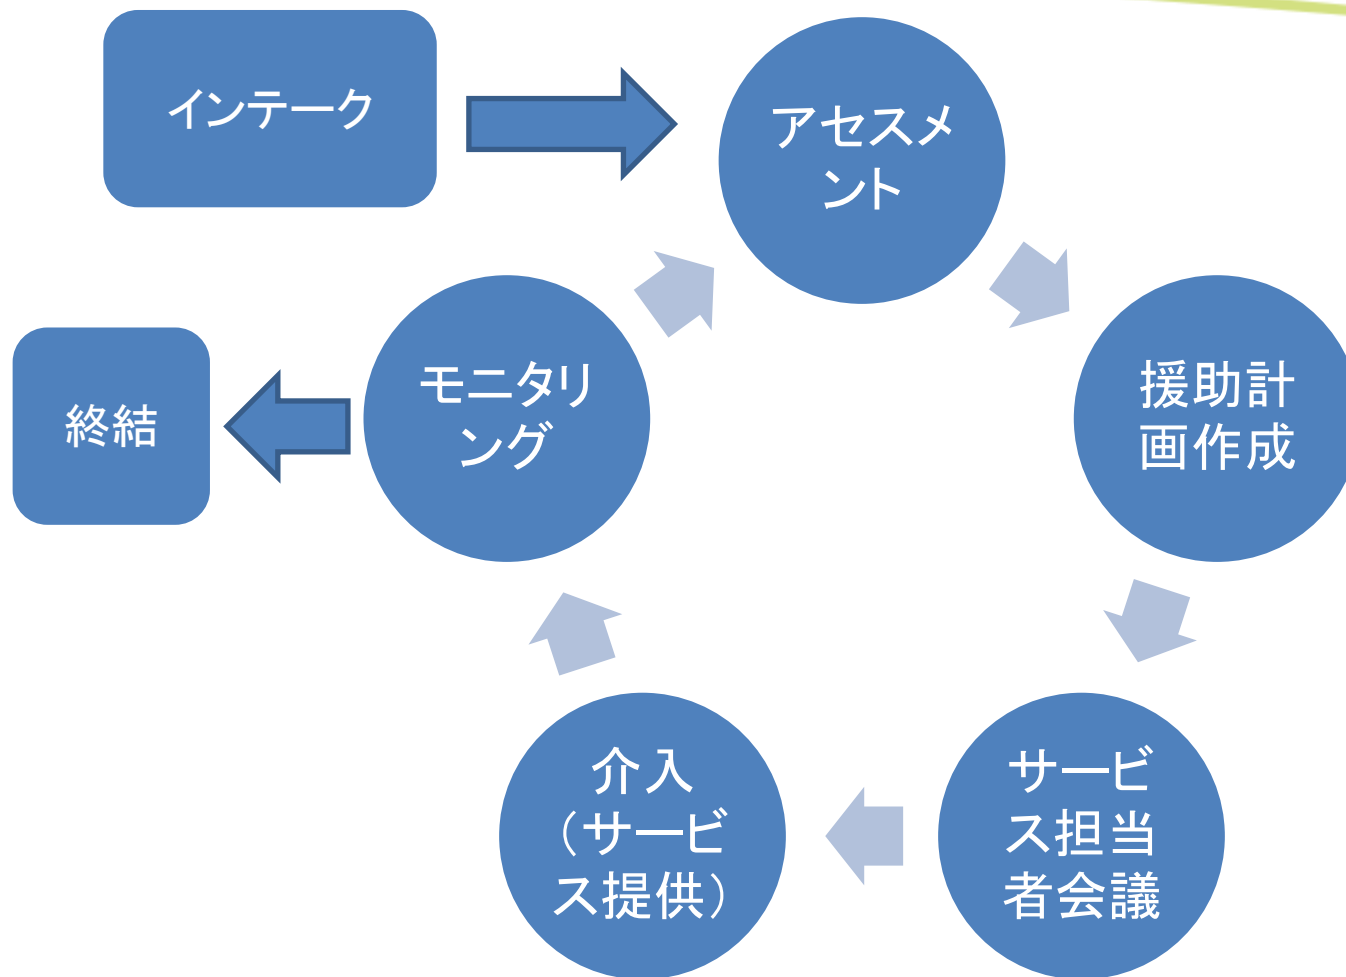 インテーク
アセスメ
ント
援助計
画作成
サービ
ス担当
者会議
介入
（サービ
ス提供）
モニタリ
ング
終結